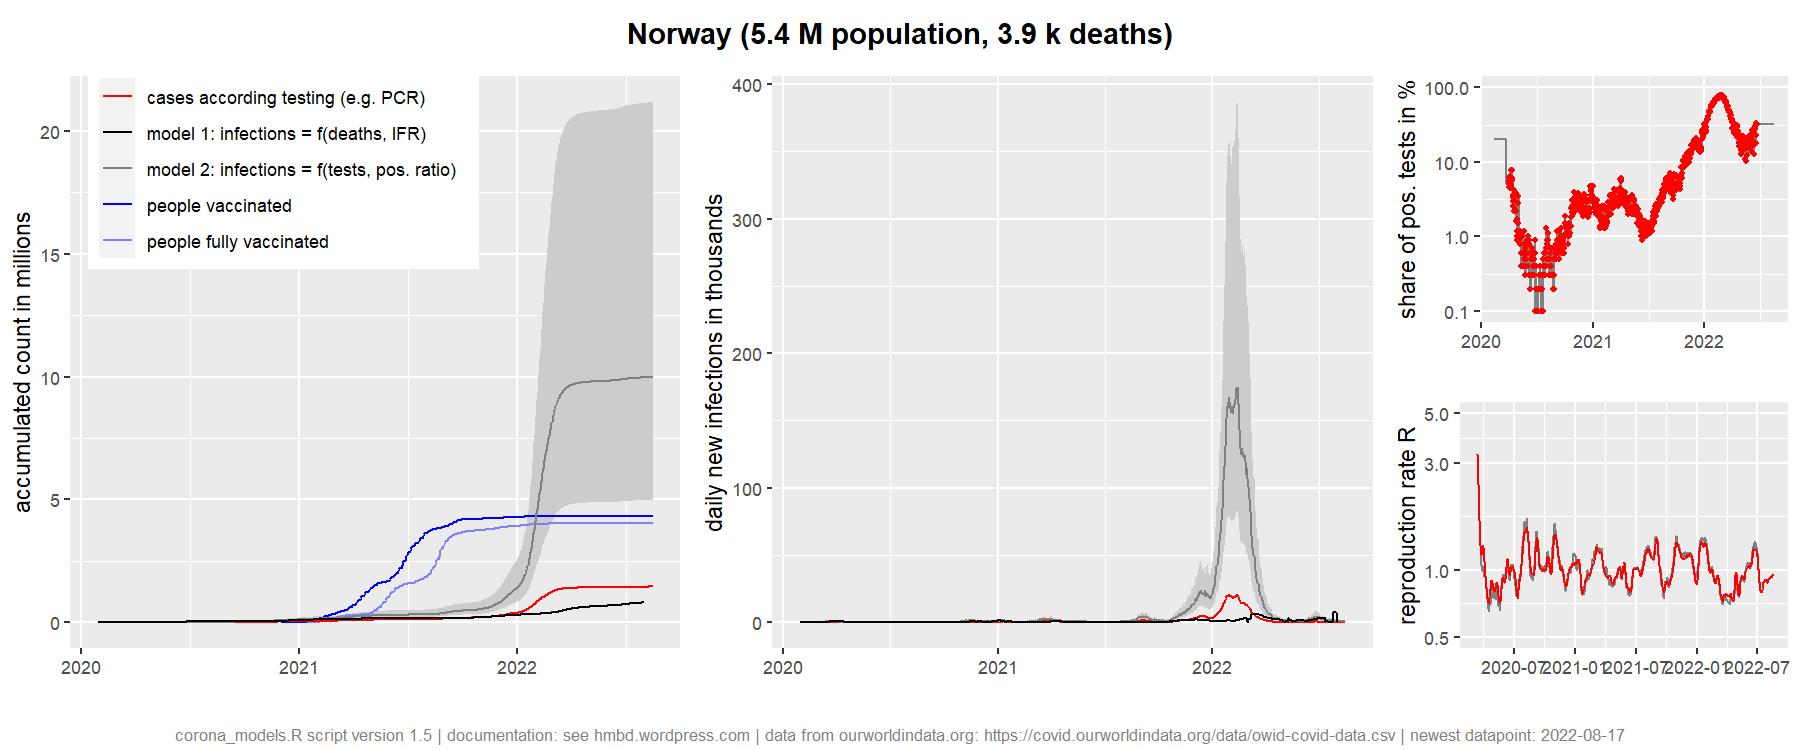 Norway (5.4 M population, 3.9 k deaths)
accumulated count in millions
20
15
10
5
0
2020
2021
2022
cases according testing (e.g. PCR)
model 1: infections = f(deaths, IFR)
model 2: infections = f(tests, pos. ratio)
people vaccinated
people fully vaccinated
daily new infections in thousands
400
300
200
100
0
2020
2021
2022
share of pos. tests in %
100.0
10.0
1.0
0.1
2020
2021
2022
reproduction rate R
5.0
3.0
1.0
0.5
2020-07
2021-01
2021-07
2022-01
2022-07
corona_models.R script version 1.5 | documentation: see hmbd.wordpress.com | data from ourworldindata.org: https://covid.ourworldindata.org/data/owid-covid-data.csv | newest datapoint: 2022-08-17